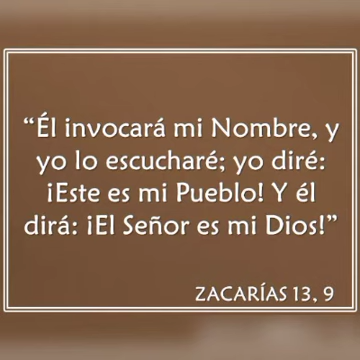 “Él invocará mi Nombre, y
yo lo escucharé; yo diré:
¡Este es mi Pueblo! Y él
dirá: ¡El Señor es mi Dios!”
ZACARÍAS 13, 9